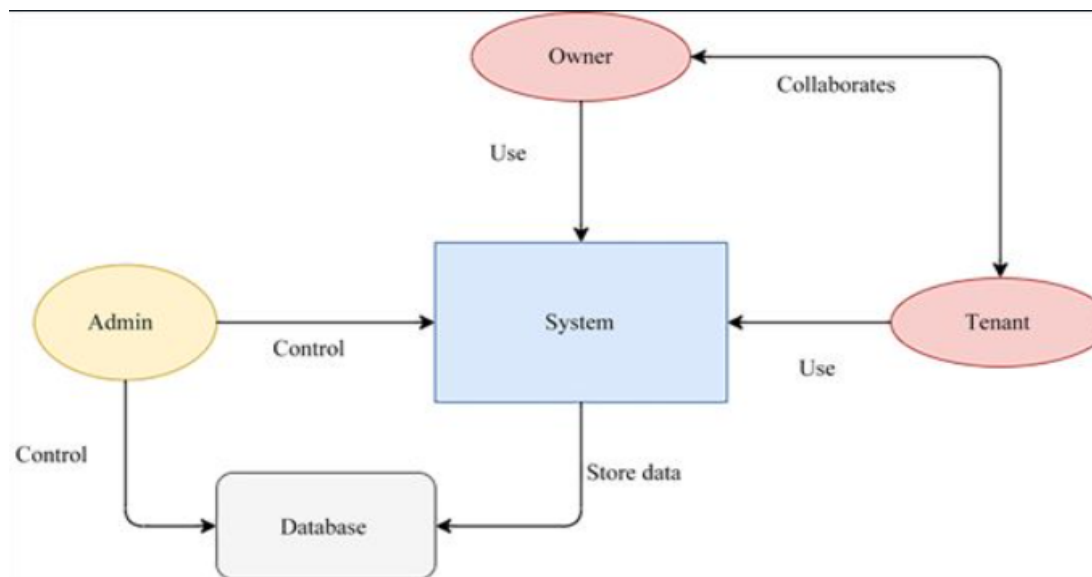 Owner
Collaborates
Use
Admin
Control
System
Tenant
Use
Control
Store data
Database